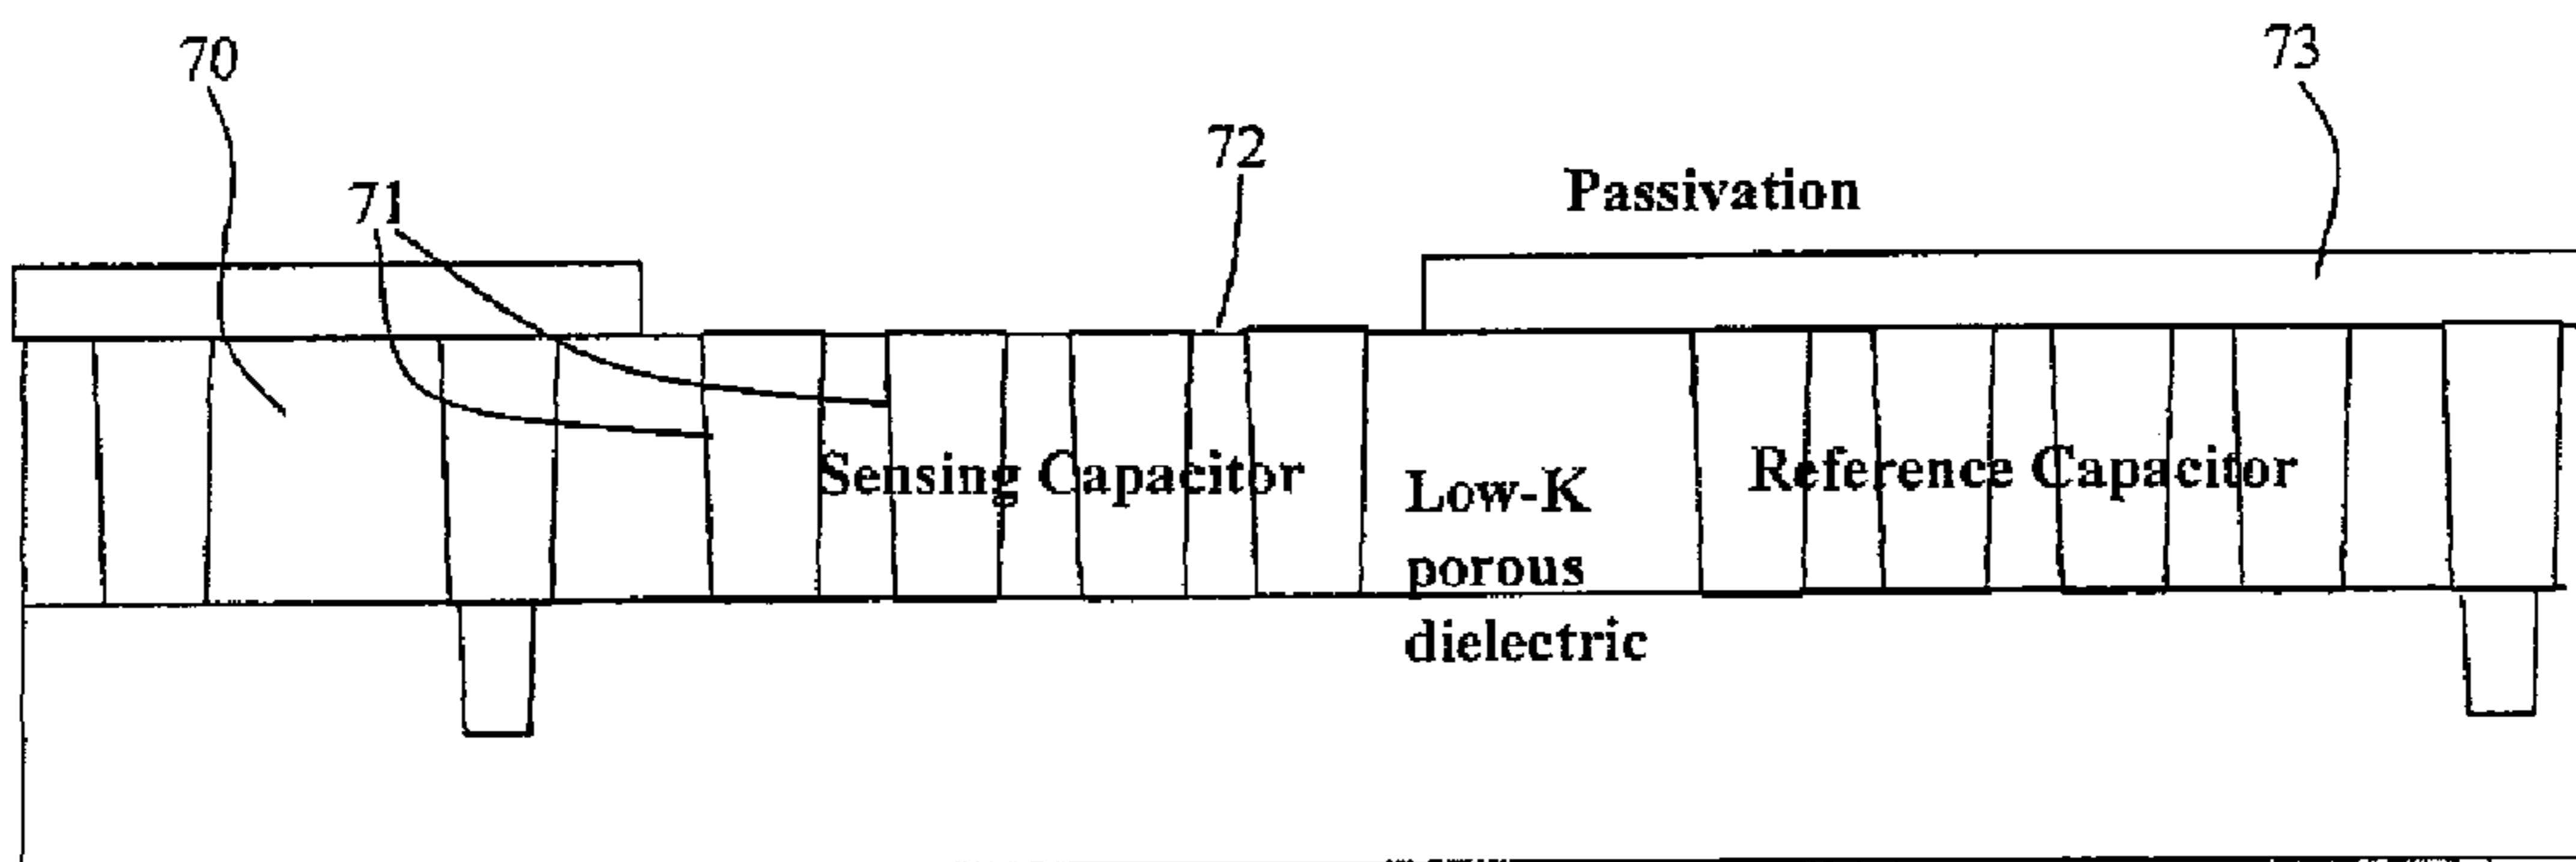 70
73
72
71
Passivation
Sensing Capacitor
Reference Capacitor
Low-K
porous
dielectric